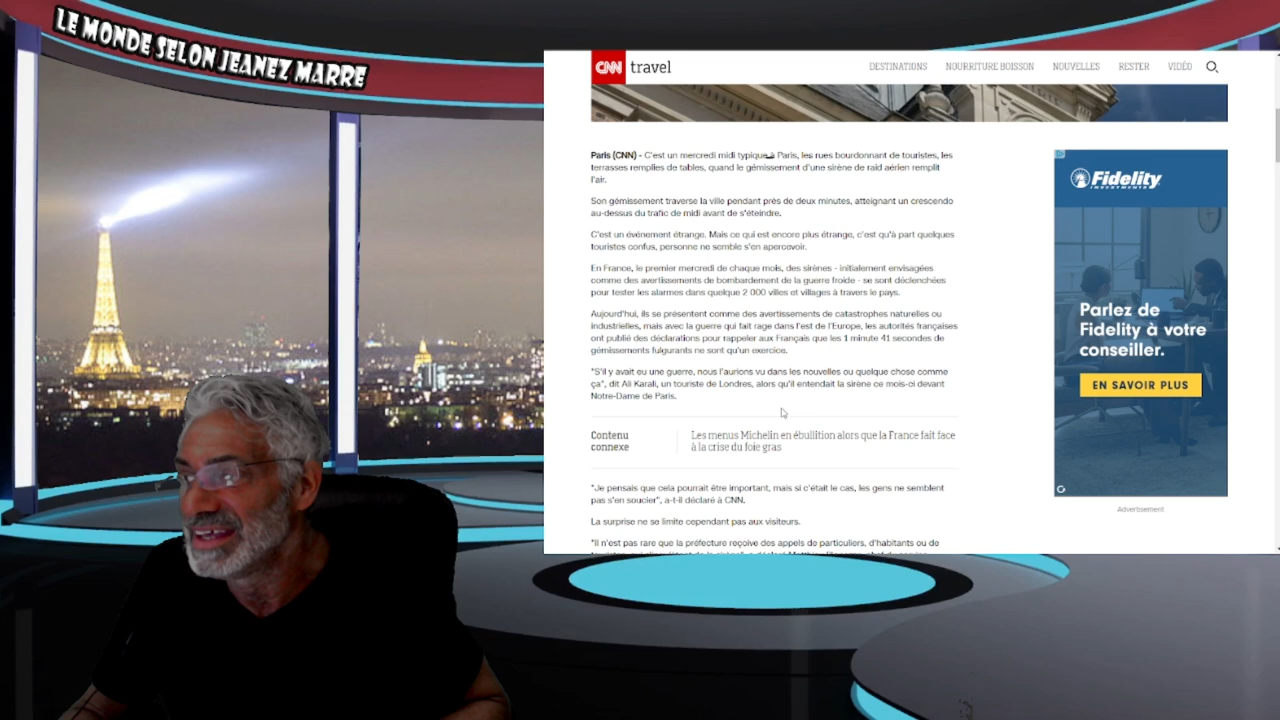 LE MONDE SELON JEANEZ MARRE
CNN travel
DESTINATIONS NOURRITURE BOISSON NOUVELLES RESTER VIDÉO
Paris (CNN) - C'est un mercredi midi typique à Paris, les rues bourdonnant de touristes, les
terrasses remplies de tables, quand le gémissement d'une sirène de raid aérien remplit
l'air.
Son gémissement traverse la ville pendant près de deux minutes, atteignant un crescendo
au-dessus du trafic de midi avant de s'éteindre.
C'est un événement étrange. Mais ce qui est encore plus étrange, c'est qu'à part quelques
touristes confus, personne ne semble s'en apercevoir.
En France, le premier mercredi de chaque mois, des sirènes - initialement envisagées
comme des avertissements de bombardement de la guerre froide - se sont déclenchées
pour tester les alarmes dans quelque 2 000 villes et villages à travers le pays.
Aujourd'hui, ils se présentent comme des avertissements de catastrophes naturelles ou
industrielles, mais avec la guerre qui fait rage dans l'est de l'Europe, les autorités françaises
ont publié des déclarations pour rappeler aux Français que les 1 minute 41 secondes de
gémissements fulgurants ne sont qu'un exercice.
"S'il y avait eu une guerre, nous l'aurions vu dans les nouvelles ou quelque chose comme
ça", dit Ali Karali, un touriste de Londres, alors qu'il entendait la sirène ce mois-ci devant
Notre-Dame de Paris.
Contenu
connexe
Les menus Michelin en ébullition alors que la France fait face
à la crise du foie gras
"Je pensais que cela pourrait être important, mais si c'était le cas, les gens ne semblent
pas s'en soucier", a-t-il déclaré à CNN.
La surprise ne se limite cependant pas aux visiteurs.
"Il n'est pas rare que la préfecture reçoive des appels de particuliers, d'habitants ou de
Fidelity
INVESTMENTS
Parlez de
Fidelity à votre
conseiller.
EN SAVOIR PLUS
Advertisement